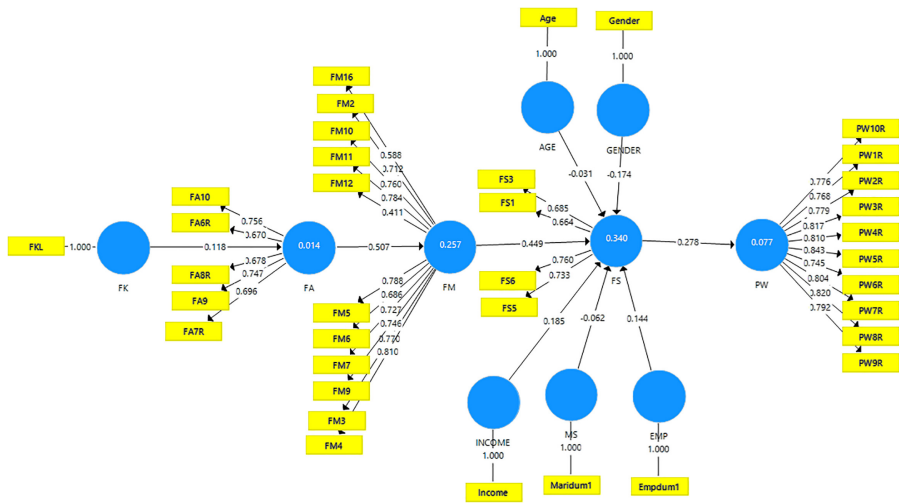 Age
Gender
1.000
1.000
FM16
FM2
FM10
FM11
FM12
AGE
GENDER
0.588
0.712
0.760
0.784
0.411
-0.031
-0.174
PW10R
PW1R
PW2R
PW3R
PW4R
PW5R
PW6R
PW7R
PW8R
PW9R
0.776
0.768
0.779
0.817
0.810
0.843
0.745
0.804
0.820
0.792
FS3
FS1
0.685
0.664
FA10
FA6R
0.756
0.670
FKL
1.000
FK
0.118
0.014
FA
0.507
0.257
FM
0.449
0.340
FS
0.278
0.077
PW
FA8R
FA9
FA7R
0.678
0.747
0.696
FS6
FS5
0.760
0.733
0.788
0.686
0.727
0.746
0.770
0.810
FM5
FM6
FM7
FM9
FM3
FM4
0.185
-0.062
0.144
INCOME
MS
EMP
1.000
1.000
1.000
Income
Maridum1
Empdum1